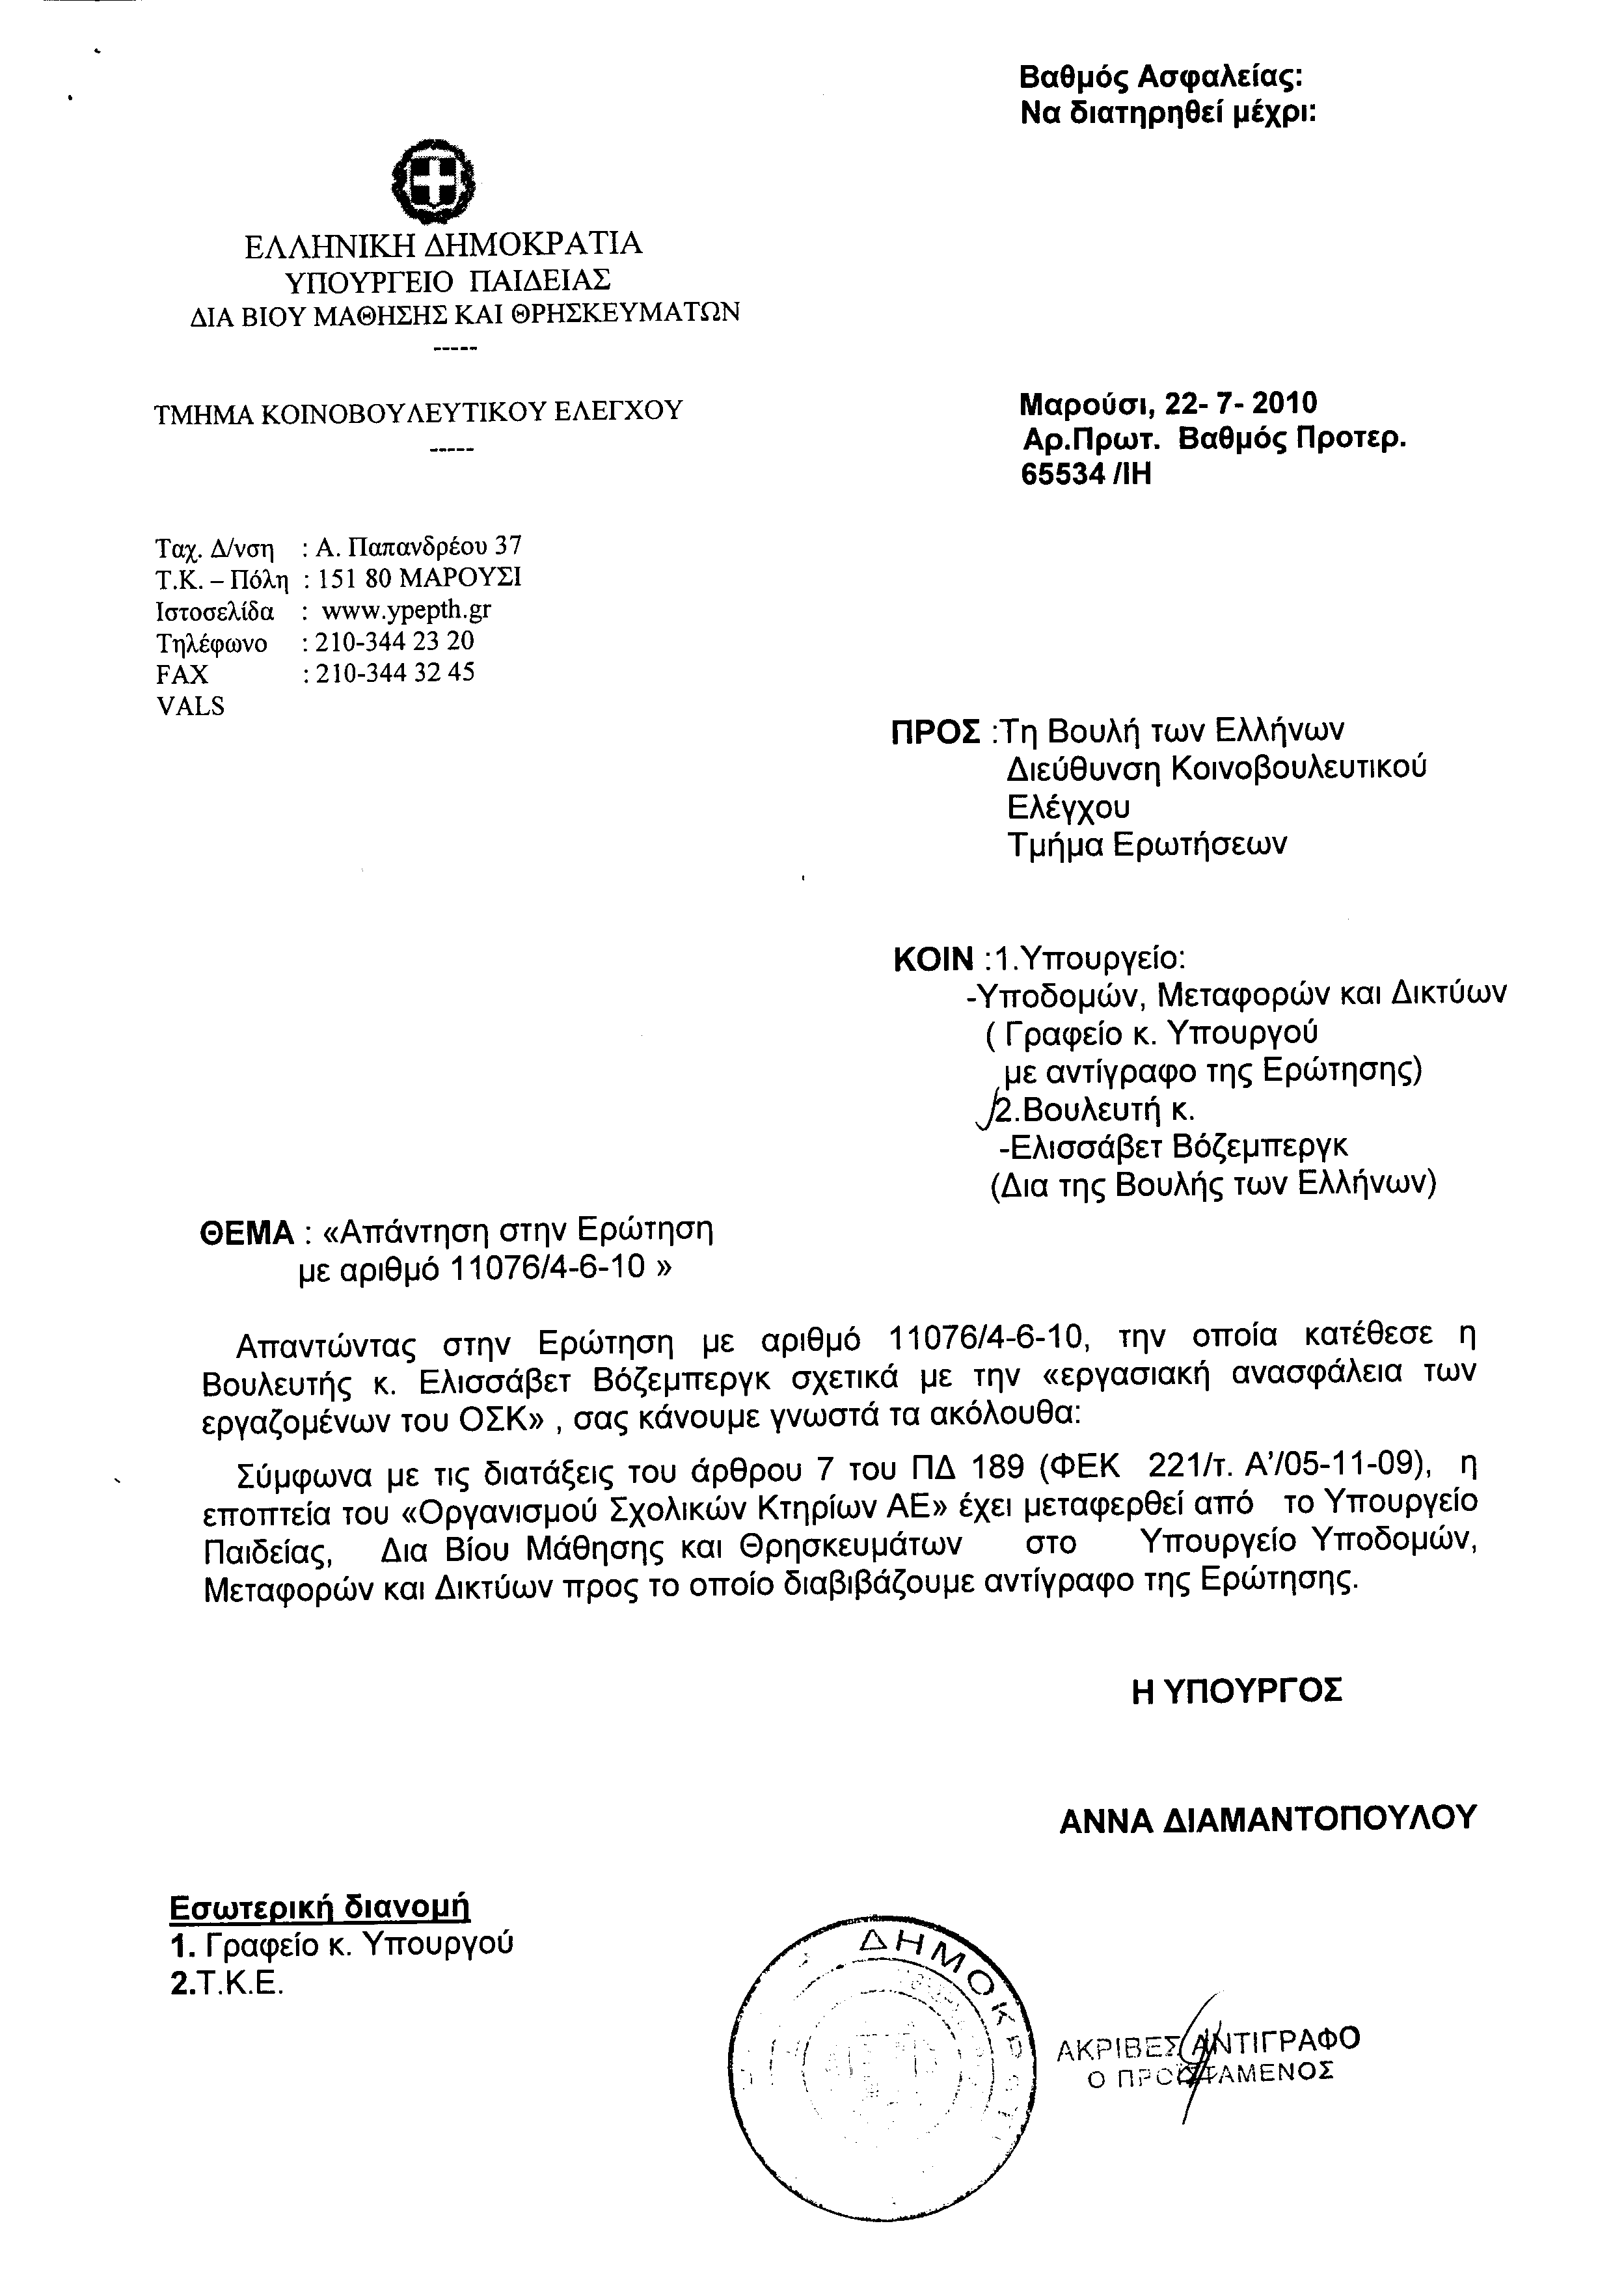 Βαθμός Ασφαλείας:
Να διατηρηθεί μέχρι:
ΕΛΛΗΝΙΚΗ ΔΗΜΟΚΡΑΤΙΑ
ΥΠΟΥΡΓΕΙΟ ΠΑΙΔΕΙΑΣ
ΔΙΑ ΒΙΟΥ ΜΑΘΗΣΗΣ ΚΑΙ ΘΡΗΣΚΕΥΜΑΤΩΝ
-----
ΤΜΗΜΑ ΚΟΙΝΟΒΟΥΛΕΥΤΙΚΟΥ ΕΛΕΓΧΟΥ
-----
Μαρούσι, 22- 7- 2010
Αρ.Πρωτ. Βαθμός Προτερ.
65534 /ΙΗ
Ταχ. Δ/νση : Α. Παπανδρέου 37
Τ.Κ. – Πόλη : 151 80 ΜΑΡΟΥΣΙ
Ιστοσελίδα : www.ypepth.gr
Τηλέφωνο : 210-344 23 20
FAX : 210-344 32 45
VALS
ΠΡΟΣ :Τη Βουλή των Ελλήνων
Διεύθυνση Κοινοβουλευτικού
Ελέγχου
Τμήμα Ερωτήσεων
ΚΟΙΝ :1.Υπουργείο:
-Υποδομών, Μεταφορών και Δικτύων
( Γραφείο κ. Υπουργού
με αντίγραφο της Ερώτησης)
2.Βουλευτή κ.
-Ελισσάβετ Βόζεμπεργκ
(Δια της Βουλής των Ελλήνων)
ΘΕΜΑ : «Απάντηση στην Ερώτηση
με αριθμό 11076/4-6-10 »
Απαντώντας στην Ερώτηση με αριθμό 11076/4-6-10, την οποία κατέθεσε η
Βουλευτής κ. Ελισσάβετ Βόζεμπεργκ σχετικά με την «εργασιακή ανασφάλεια των
εργαζομένων του ΟΣΚ» , σας κάνουμε γνωστά τα ακόλουθα:
Σύμφωνα με τις διατάξεις του άρθρου 7 του ΠΔ 189 (ΦΕΚ 221/τ. Α'/05-11-09), η
εποπτεία του «Οργανισμού Σχολικών Κτηρίων ΑΕ» έχει μεταφερθεί από το Υπουργείο
Παιδείας, Δια Βίου Μάθησης και Θρησκευμάτων στο Υπουργείο Υποδομών,
Μεταφορών και Δικτύων προς το οποίο διαβιβάζουμε αντίγραφο της Ερώτησης.
Η ΥΠΟΥΡΓΟΣ
ΑΝΝΑ ΔΙΑΜΑΝΤΟΠΟΥΛΟΥ
Εσωτερική διανομή
1. Γραφείο κ. Υπουργού
2.Τ.Κ.Ε.
ΑΚΡΙΒΕΣ ΑΝΤΙΓΡΑΦΟ
Ο ΠΡΟΪΣΤΑΜΕΝΟΣ